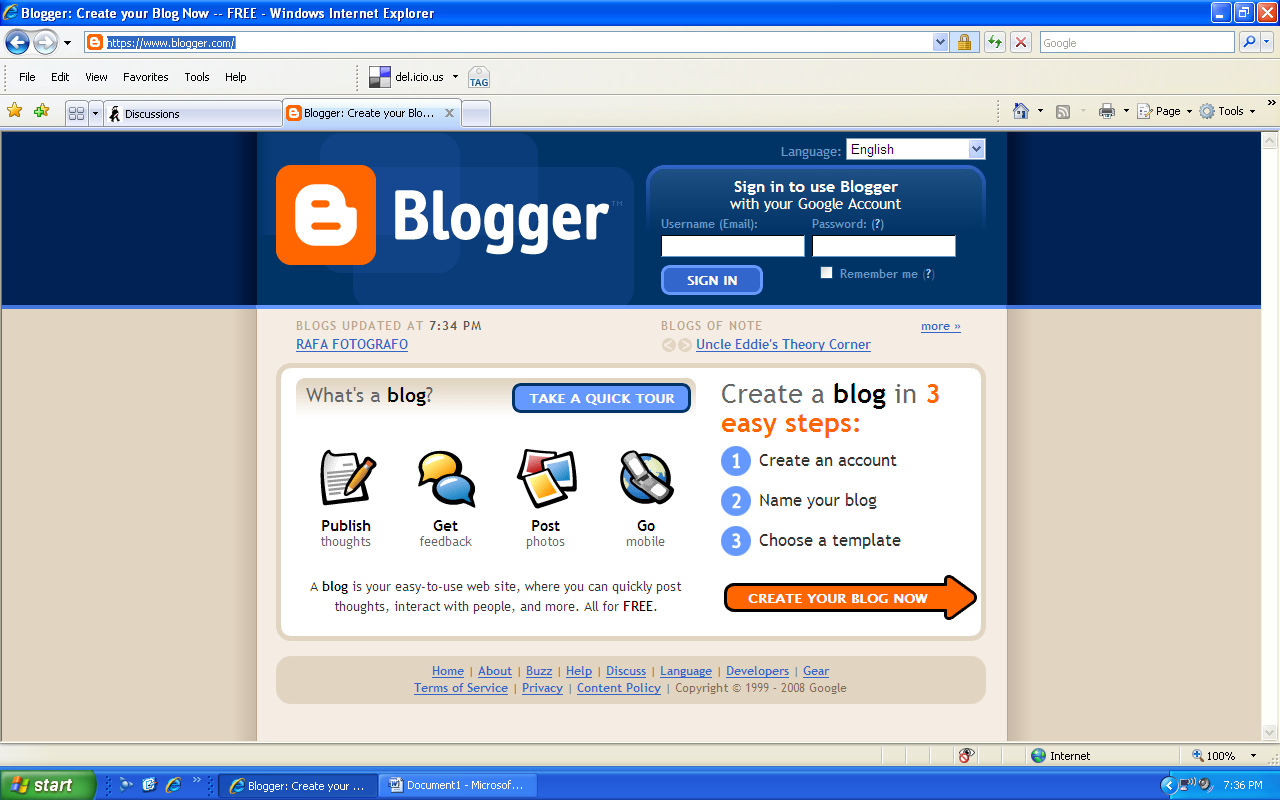 Blogger: Create your Blog Now -- FREE - Windows Internet Explorer
https://www.blogger.com/
Google
File Edit View Favorites Tools Help
del.icio.us
TAG
Discussions
Blogger: Create your Blo...
Page
Tools
Language: English
Blogger™
Sign in to use Blogger
with your Google Account
Username (Email): Password: (?)
SIGN IN
Remember me (?)
BLOGS UPDATED AT 7:34 PM
RAFA FOTOGRAFO
BLOGS OF NOTE
more »
Uncle Eddie's Theory Corner
What's a blog?
TAKE A QUICK TOUR
Publish
thoughts
Get
feedback
Post
photos
Go
mobile
A blog is your easy-to-use web site, where you can quickly post
thoughts, interact with people, and more. All for FREE.
Create a blog in 3
easy steps:
1 Create an account
2 Name your blog
3 Choose a template
CREATE YOUR BLOG NOW
Home | About | Buzz | Help | Discuss | Language | Developers | Gear
Terms of Service | Privacy | Content Policy | Copyright © 1999 - 2008 Google
Internet
100%
start
Blogger: Create your ...
Document1 - Microsof...
7:36 PM